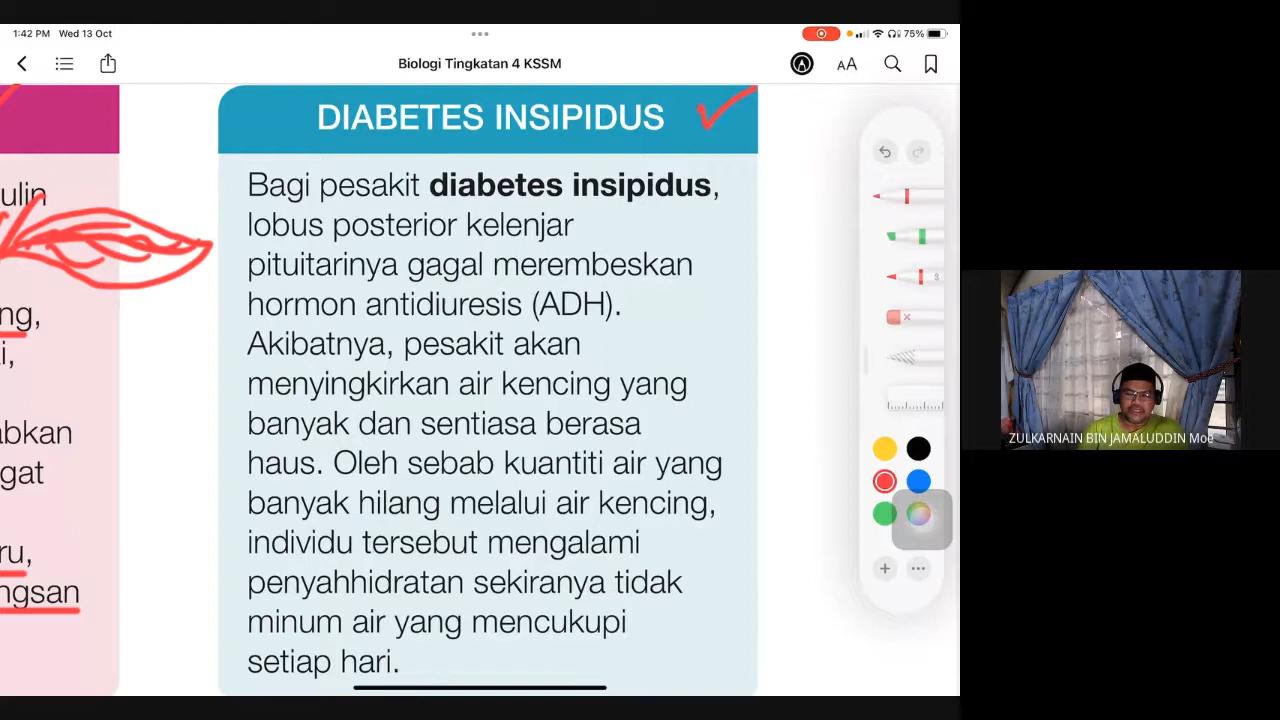 1:42 PM Wed 13 Oct
75%
Biologi Tingkatan 4 KSSM
AA
DIABETES INSIPIDUS
Bagi pesakit diabetes insipidus,
lobus posterior kelenjar
pituitarinya gagal merembeskan
hormon antidiuresis (ADH).
Akibatnya, pesakit akan
menyingkirkan air kencing yang
banyak dan sentiasa berasa
haus. Oleh sebab kuantiti air yang
banyak hilang melalui air kencing,
individu tersebut mengalami
penyahhidratan sekiranya tidak
minum air yang mencukupi
setiap hari.
ulin
ng,
i,
abkan
gat
ru,
ngsan
ZULKARNAIN BIN JAMALUDDIN Moe